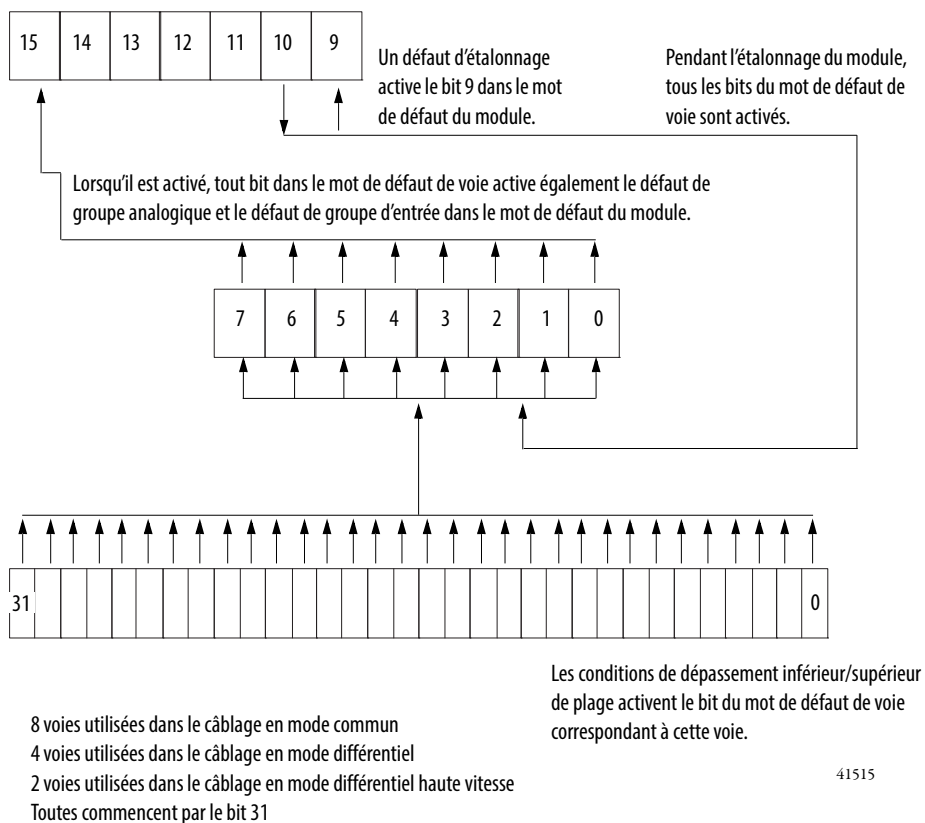 15 14 13 12 11 10 9
Un défaut d'étalonnage
active le bit 9 dans le mot
de défaut du module.
Pendant l'étalonnage du module,
tous les bits du mot de défaut de
voie sont activés.
Lorsqu'il est activé, tout bit dans le mot de défaut de voie active également le défaut de
groupe analogique et le défaut de groupe d'entrée dans le mot de défaut du module.
7 6 5 4 3 2 1 0
31 0
Les conditions de dépassement inférieur/supérieur
de plage activent le bit du mot de défaut de voie
correspondant à cette voie.
8 voies utilisées dans le câblage en mode commun
4 voies utilisées dans le câblage en mode différentiel
2 voies utilisées dans le câblage en mode différentiel haute vitesse
Toutes commencent par le bit 31
41515